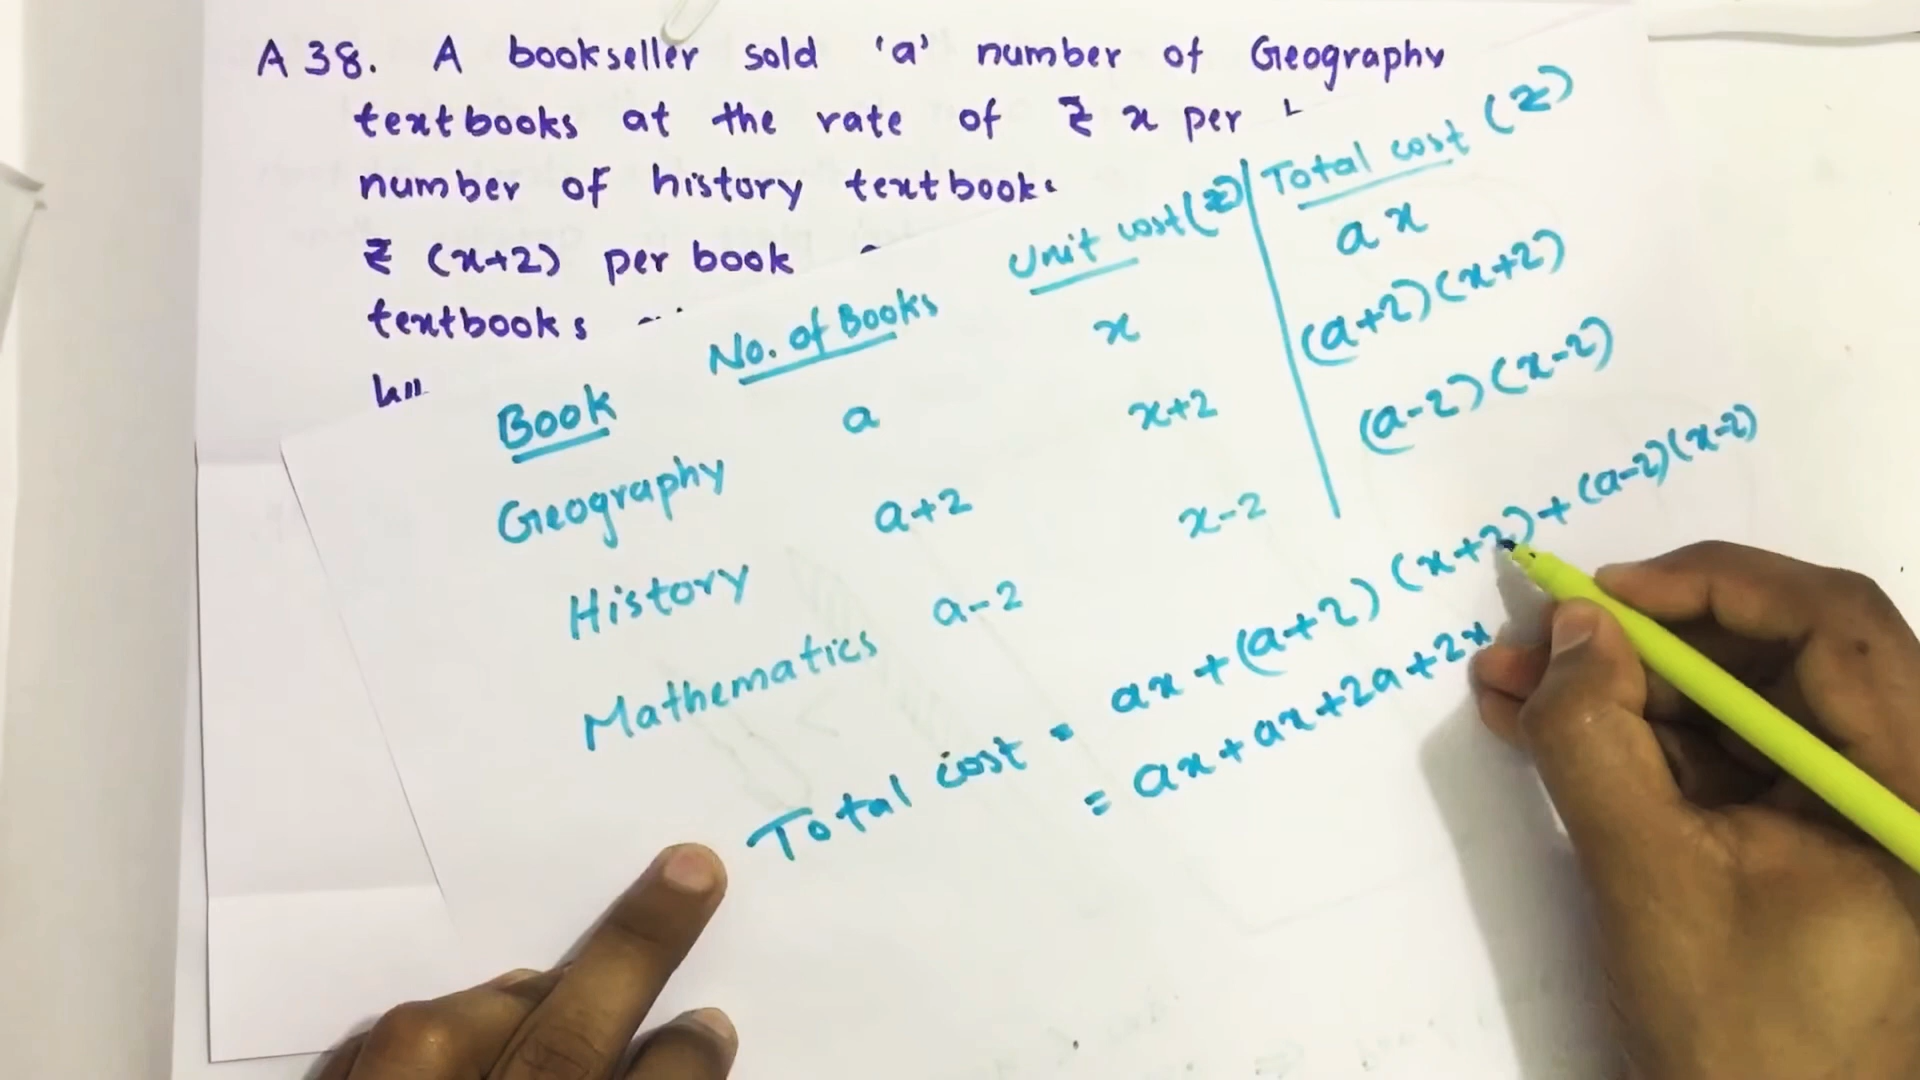 A 38. A bookseller sold 'a' number of Geography
textbooks at the rate of ₹ x per
number of history textbooks
₹ (x+2) per book
textbooks
Book No. of Books Unit cost (₹) Total cost (₹)
Geography a x ax
History a+2 x+2 (a+2)(x+2)
Mathematics a-2 x-2 (a-2)(x-2)
Total cost = ax + (a+2) (x+2) + (a-2)(x-2)
= ax + ax + 2a + 2x